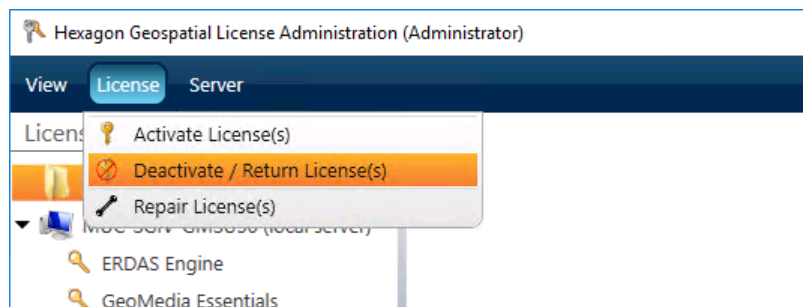 Hexagon Geospatial License Administration (Administrator)
View License Server
Activate License(s)
Deactivate / Return License(s)
Repair License(s)
(local server)
ERDAS Engine
GeoMedia Essentials